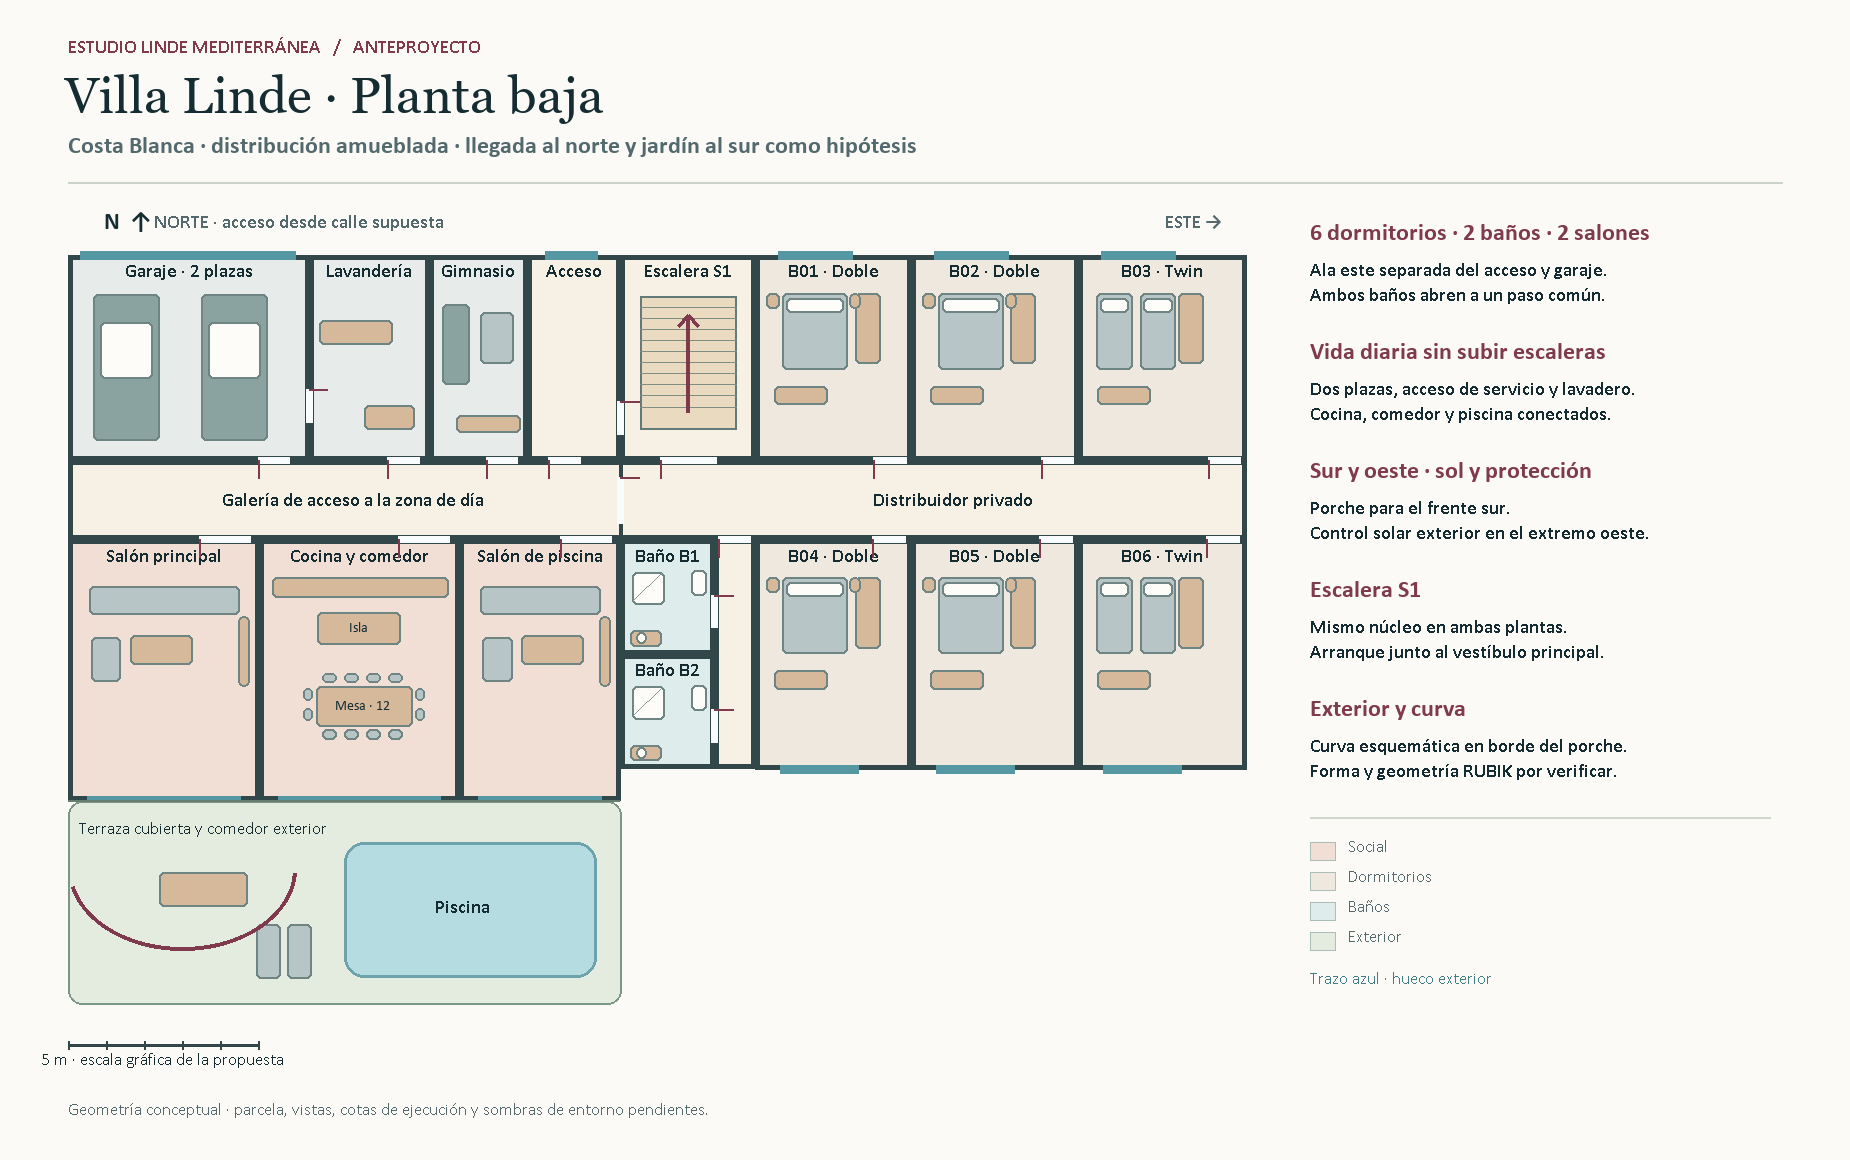 ESTUDIO LINDE MEDITERRÁNEA / ANTEPROYECTO
Villa Linde · Planta baja
Costa Blanca · distribución amueblada · llegada al norte y jardín al sur como hipótesis
N ↑ NORTE · acceso desde calle supuesta
ESTE →
Garaje · 2 plazas
Lavandería
Gimnasio
Acceso
Escalera S1
B01 · Doble
B02 · Doble
B03 · Twin
Galería de acceso a la zona de día
Distribuidor privado
Salón principal
Cocina y comedor
Salón de piscina
Baño B1
B04 · Doble
B05 · Doble
B06 · Twin
Isla
Baño B2
Mesa · 12
Terraza cubierta y comedor exterior
Piscina
5 m · escala gráfica de la propuesta
Geometría conceptual · parcela, vistas, cotas de ejecución y sombras de entorno pendientes.
6 dormitorios · 2 baños · 2 salones
Ala este separada del acceso y garaje.
Ambos baños abren a un paso común.
Vida diaria sin subir escaleras
Dos plazas, acceso de servicio y lavadero.
Cocina, comedor y piscina conectados.
Sur y oeste · sol y protección
Porche para el frente sur.
Control solar exterior en el extremo oeste.
Escalera S1
Mismo núcleo en ambas plantas.
Arranque junto al vestíbulo principal.
Exterior y curva
Curva esquemática en borde del porche.
Forma y geometría RUBIK por verificar.
Social
Dormitorios
Baños
Exterior
Trazo azul · hueco exterior